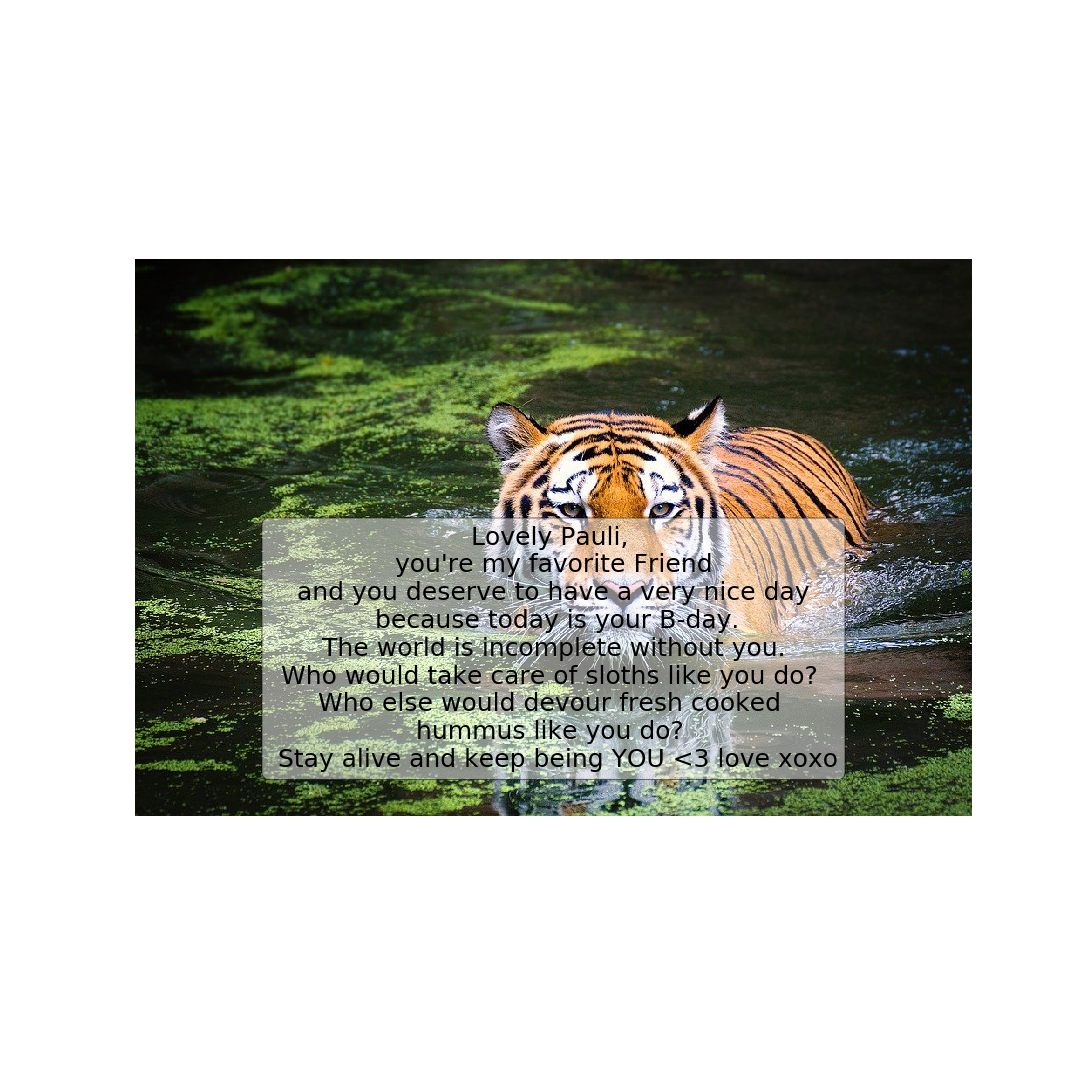 Lovely Pauli,
you're my favorite Friend
and you deserve to have a very nice day
because today is your B-day.
The world is incomplete without you.
Who would take care of sloths like you do?
Who else would devour fresh cooked
hummus like you do?
Stay alive and keep being YOU <3 love xoxo